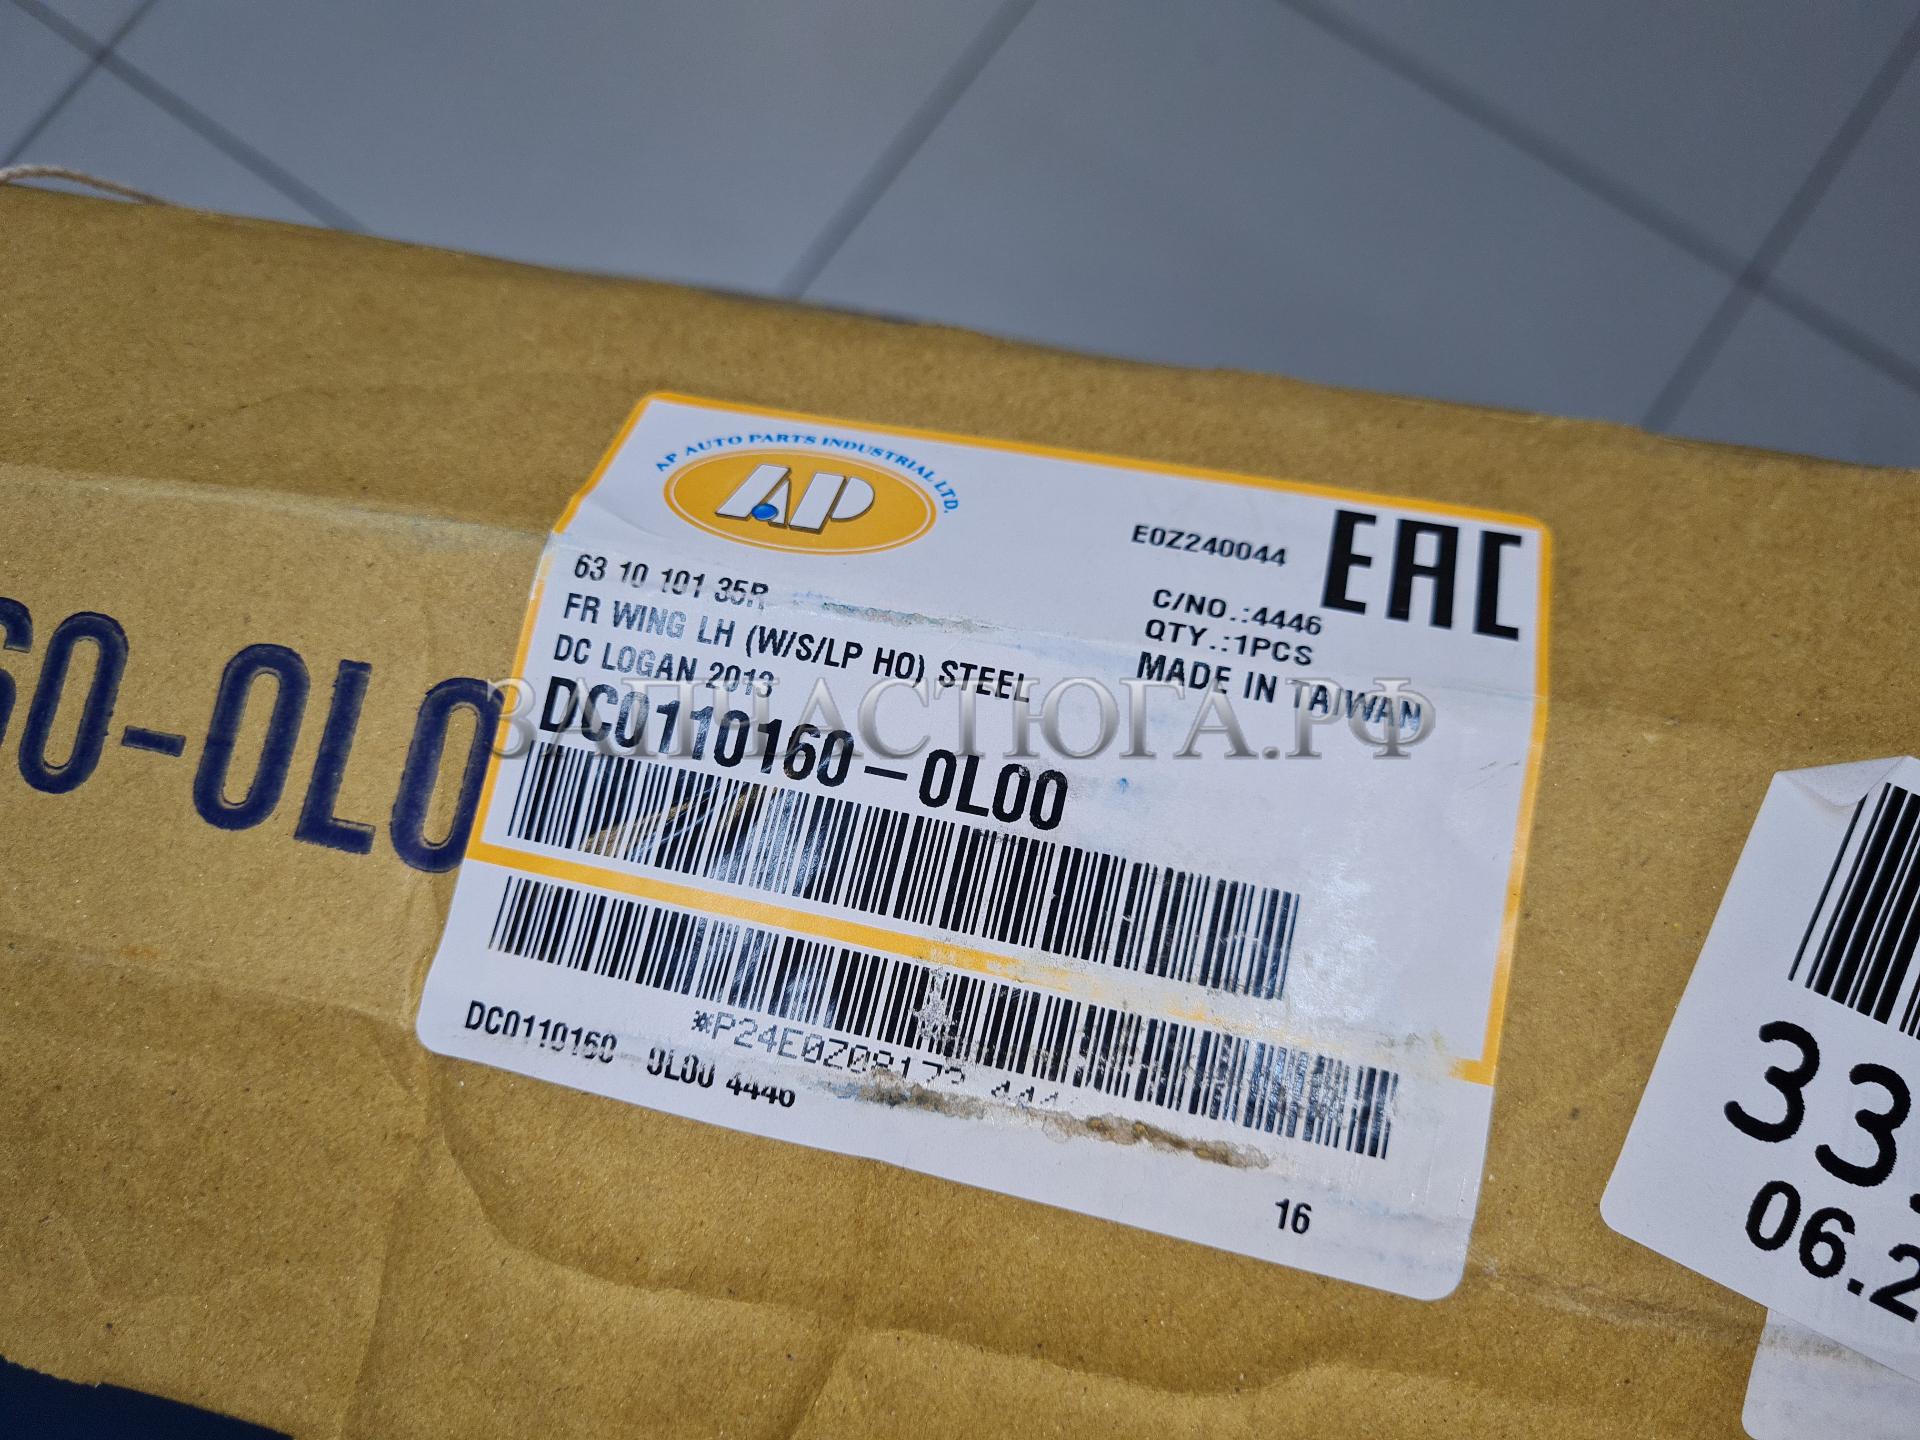 AP AUTO PARTS INDUSTRIAL LTD.
AP
E0Z240044
EAC
63 10 101 35R
C/NO.:4446
FR WING LH (W/S/LP HO) STEEL
QTY.:1PCS
DC LOGAN 2013
MADE IN TAIWAN
ЗАПЧАСТЮГА.РФ
DC0110160-0L00
60-0L0
*P24E0Z08172 444
DC0110160 0L00 4446
16
33
06.2